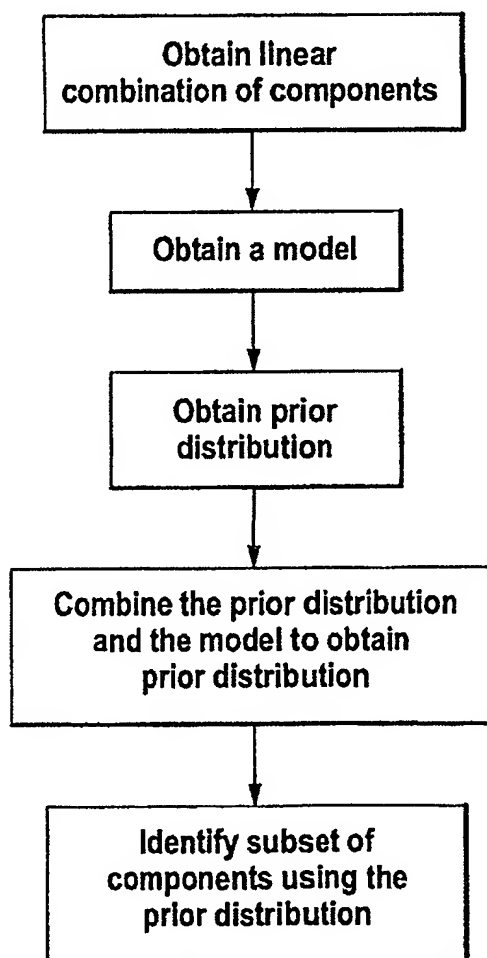 Obtain linear
combination of components
Obtain a model
Obtain prior
distribution
Combine the prior distribution
and the model to obtain
prior distribution
Identify subset of
components using the
prior distribution